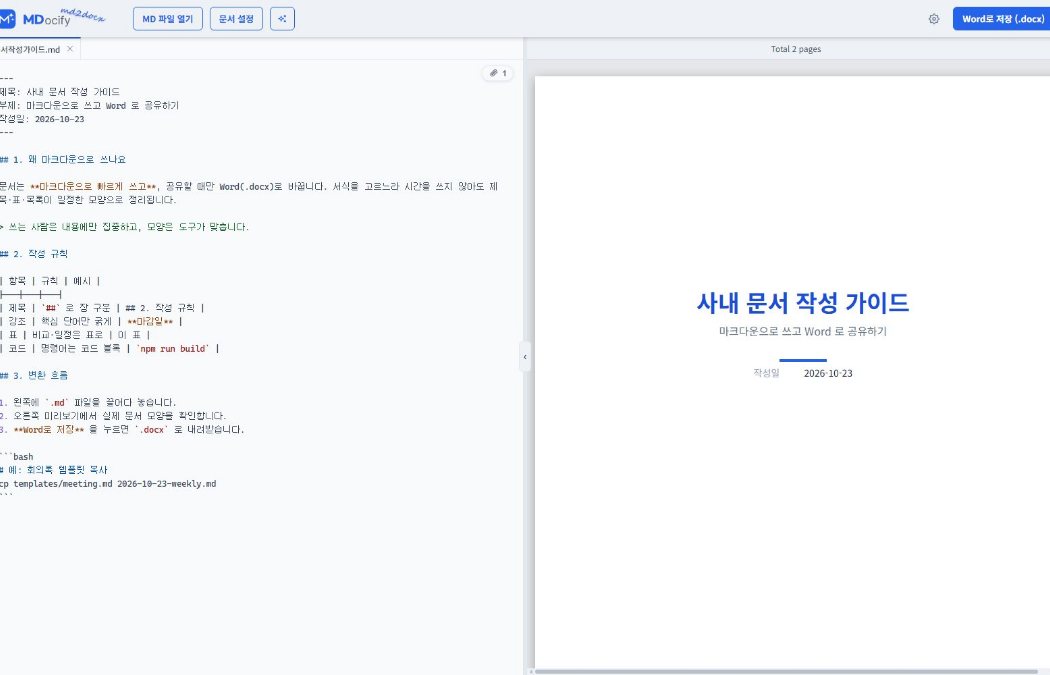 MDocify md2docx
MD 파일 열기
문서 설정
Word로 저장 (.docx)
서작성가이드.md ×
Total 2 pages
1
---
제목: 사내 문서 작성 가이드
부제: 마크다운으로 쓰고 Word 로 공유하기
작성일: 2026-10-23
---
## 1. 왜 마크다운으로 쓰나요
문서는 **마크다운으로 빠르게 쓰고**, 공유할 때만 Word(.docx)로 바꿉니다. 서식을 고르느라 시간을 쓰지 않아도 제
목·표·목록이 일정한 모양으로 정리됩니다.
> 쓰는 사람은 내용에만 집중하고, 모양은 도구가 맞춥니다.
## 2. 작성 규칙
| 항목 | 규칙 | 예시 |
|---|---|---|
| 제목 | `##` 로 장 구분 | ## 2. 작성 규칙 |
| 강조 | 핵심 단어만 굵게 | **마감일** |
| 표 | 비교·일정은 표로 | 이 표 |
| 코드 | 명령어는 코드 블록 | `npm run build` |
## 3. 변환 흐름
1. 왼쪽에 `.md` 파일을 끌어다 놓습니다.
2. 오른쪽 미리보기에서 실제 문서 모양을 확인합니다.
3. **Word로 저장** 을 누르면 `.docx` 로 내려받습니다.
```bash
# 예: 회의록 템플릿 복사
cp templates/meeting.md 2026-10-23-weekly.md
```
사내 문서 작성 가이드
마크다운으로 쓰고 Word 로 공유하기
작성일 2026-10-23